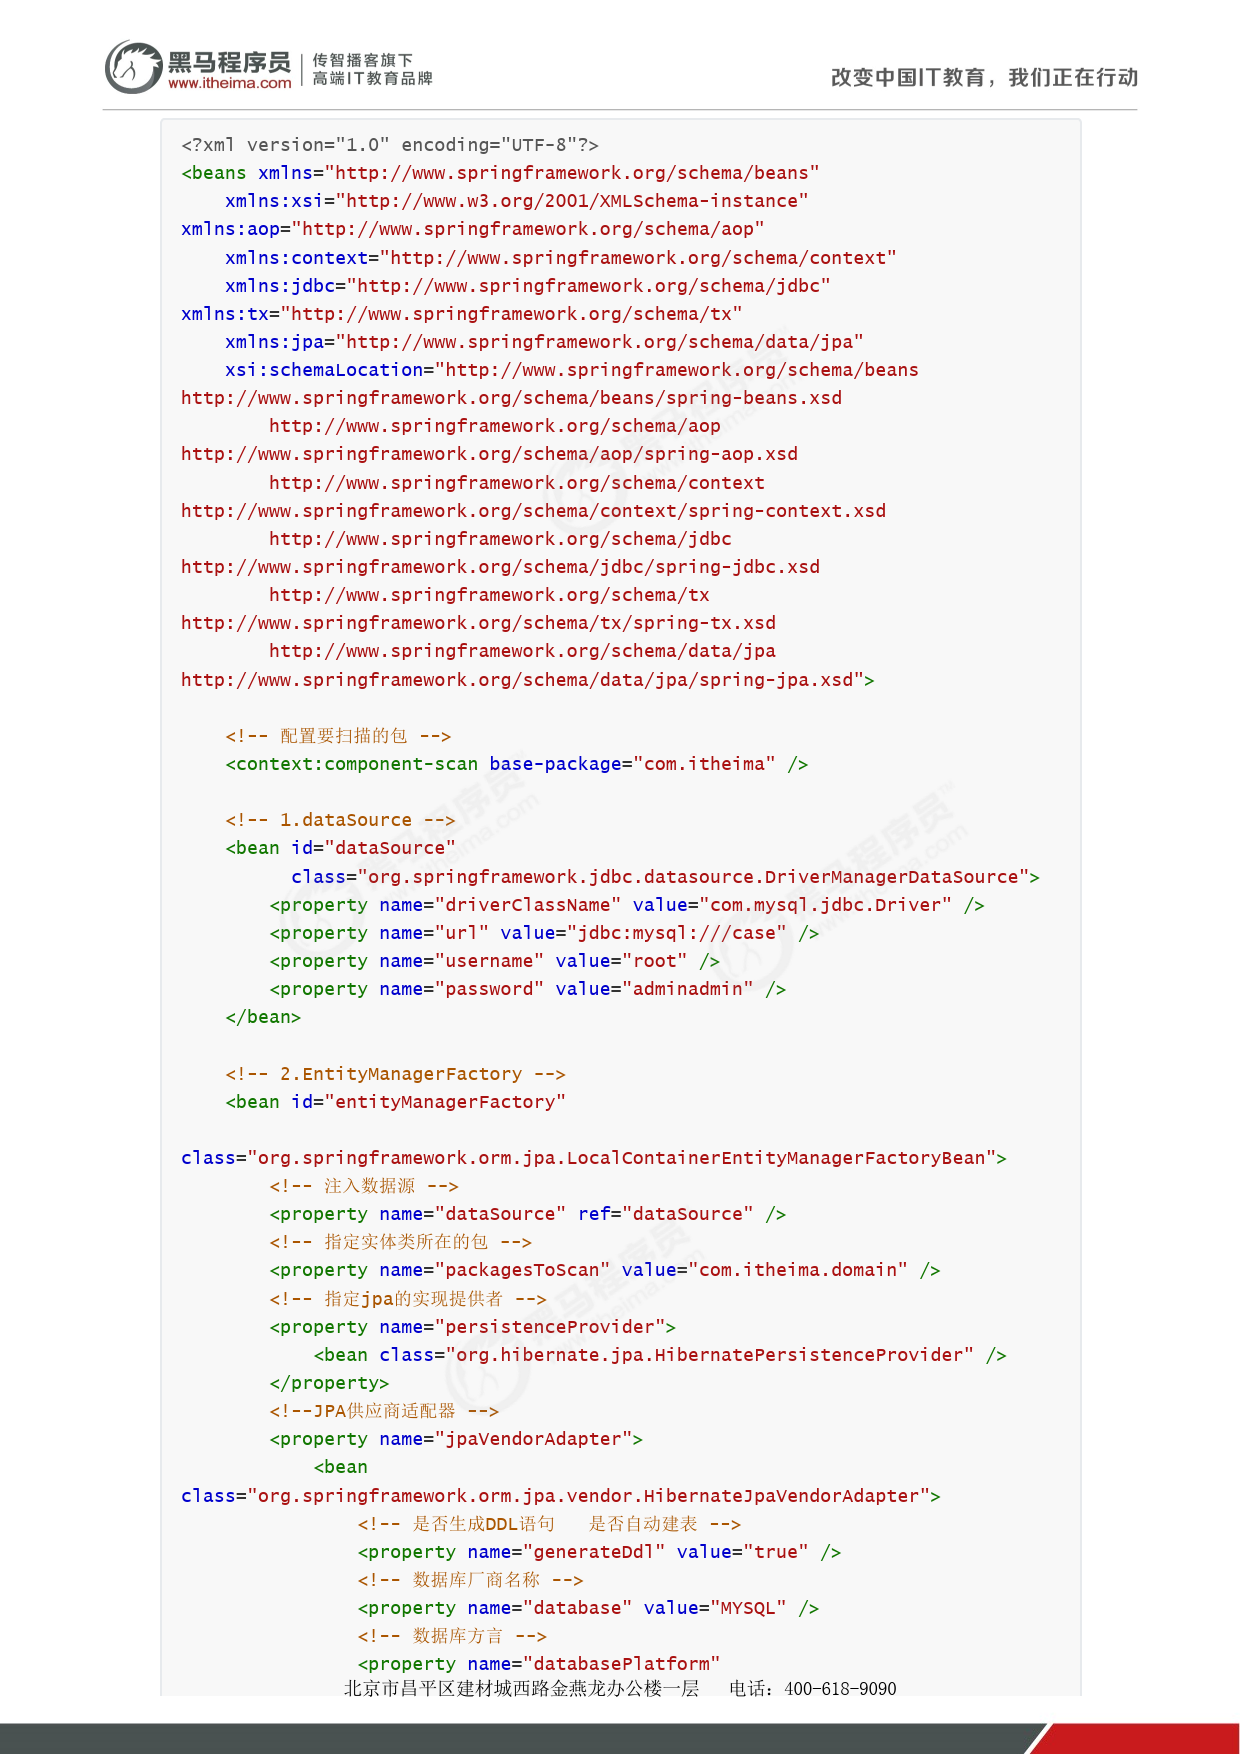 黑马程序员
www.itheima.com
传智播客旗下
高端IT教育品牌
改变中国IT教育，我们正在行动
<?xml version="1.0" encoding="UTF-8"?>
<beans xmlns="http://www.springframework.org/schema/beans"
    xmlns:xsi="http://www.w3.org/2001/XMLSchema-instance"
xmlns:aop="http://www.springframework.org/schema/aop"
    xmlns:context="http://www.springframework.org/schema/context"
    xmlns:jdbc="http://www.springframework.org/schema/jdbc"
xmlns:tx="http://www.springframework.org/schema/tx"
    xmlns:jpa="http://www.springframework.org/schema/data/jpa"
    xsi:schemaLocation="http://www.springframework.org/schema/beans
http://www.springframework.org/schema/beans/spring-beans.xsd
        http://www.springframework.org/schema/aop
http://www.springframework.org/schema/aop/spring-aop.xsd
        http://www.springframework.org/schema/context
http://www.springframework.org/schema/context/spring-context.xsd
        http://www.springframework.org/schema/jdbc
http://www.springframework.org/schema/jdbc/spring-jdbc.xsd
        http://www.springframework.org/schema/tx
http://www.springframework.org/schema/tx/spring-tx.xsd
        http://www.springframework.org/schema/data/jpa
http://www.springframework.org/schema/data/jpa/spring-jpa.xsd">
    <!-- 配置要扫描的包 -->
    <context:component-scan base-package="com.itheima" />
    <!-- 1.dataSource -->
    <bean id="dataSource"
          class="org.springframework.jdbc.datasource.DriverManagerDataSource">
        <property name="driverClassName" value="com.mysql.jdbc.Driver" />
        <property name="url" value="jdbc:mysql:///case" />
        <property name="username" value="root" />
        <property name="password" value="adminadmin" />
    </bean>
    <!-- 2.EntityManagerFactory -->
    <bean id="entityManagerFactory"
class="org.springframework.orm.jpa.LocalContainerEntityManagerFactoryBean">
        <!-- 注入数据源 -->
        <property name="dataSource" ref="dataSource" />
        <!-- 指定实体类所在的包 -->
        <property name="packagesToScan" value="com.itheima.domain" />
        <!-- 指定jpa的实现提供者 -->
        <property name="persistenceProvider">
            <bean class="org.hibernate.jpa.HibernatePersistenceProvider" />
        </property>
        <!--JPA供应商适配器 -->
        <property name="jpaVendorAdapter">
            <bean
class="org.springframework.orm.jpa.vendor.HibernateJpaVendorAdapter">
                <!-- 是否生成DDL语句   是否自动建表 -->
                <property name="generateDdl" value="true" />
                <!-- 数据库厂商名称 -->
                <property name="database" value="MYSQL" />
                <!-- 数据库方言 -->
                <property name="databasePlatform"
北京市昌平区建材城西路金燕龙办公楼一层   电话：400-618-9090